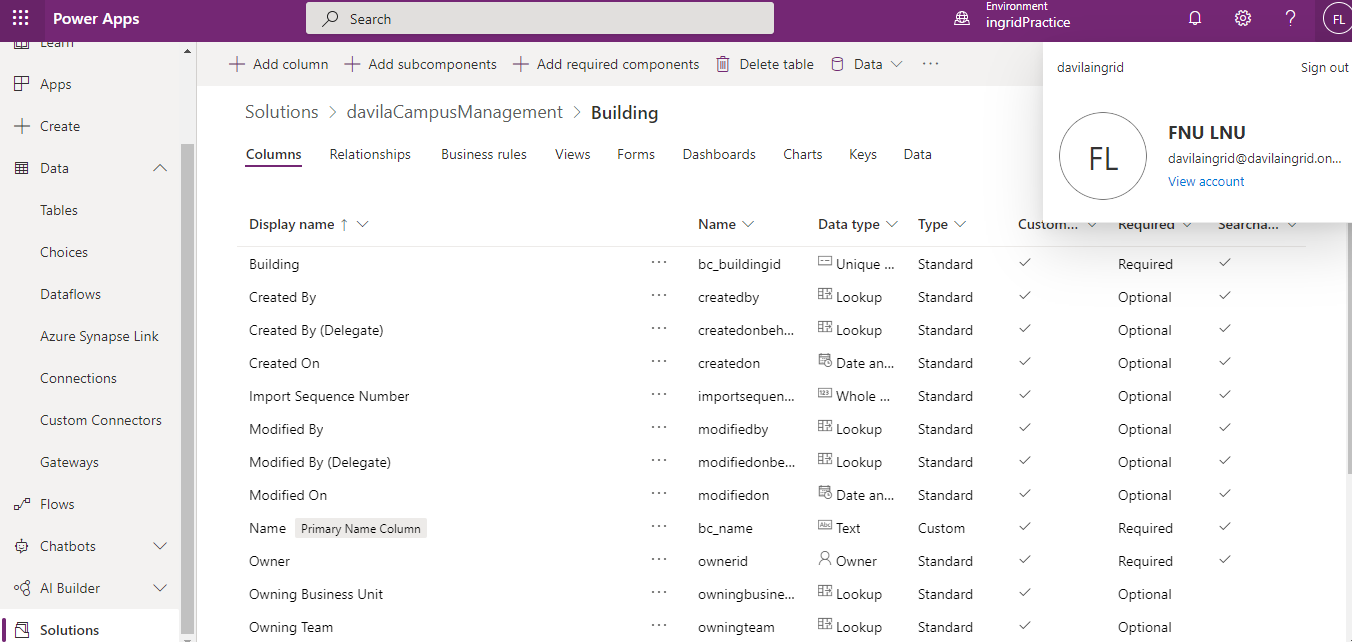 Power Apps
Search
Environment
ingridPractice
FL
Learn
Apps
Create
Data
Tables
Choices
Dataflows
Azure Synapse Link
Connections
Custom Connectors
Gateways
Flows
Chatbots
AI Builder
Solutions
Add column Add subcomponents Add required components Delete table Data ...
Solutions > davilaCampusManagement > Building
Columns Relationships Business rules Views Forms Dashboards Charts Keys Data
davilaingrid Sign out
FL
FNU LNU
davilaingrid@davilaingrid.on...
View account
Display name ↑ Name Data type Type Custom... Required Searcha...
Building ... bc_buildingid Unique ... Standard ✓ Required ✓
Created By ... createdby Lookup Standard ✓ Optional ✓
Created By (Delegate) ... createdonbeh... Lookup Standard ✓ Optional ✓
Created On ... createdon Date an... Standard ✓ Optional ✓
Import Sequence Number ... importsequen... Whole ... Standard ✓ Optional ✓
Modified By ... modifiedby Lookup Standard ✓ Optional ✓
Modified By (Delegate) ... modifiedonbe... Lookup Standard ✓ Optional ✓
Modified On ... modifiedon Date an... Standard ✓ Optional ✓
Name Primary Name Column ... bc_name Abc Text Custom ✓ Required ✓
Owner ... ownerid Owner Standard ✓ Required ✓
Owning Business Unit ... owningbusine... Lookup Standard ✓ Optional
Owning Team ... owningteam Lookup Standard ✓ Optional